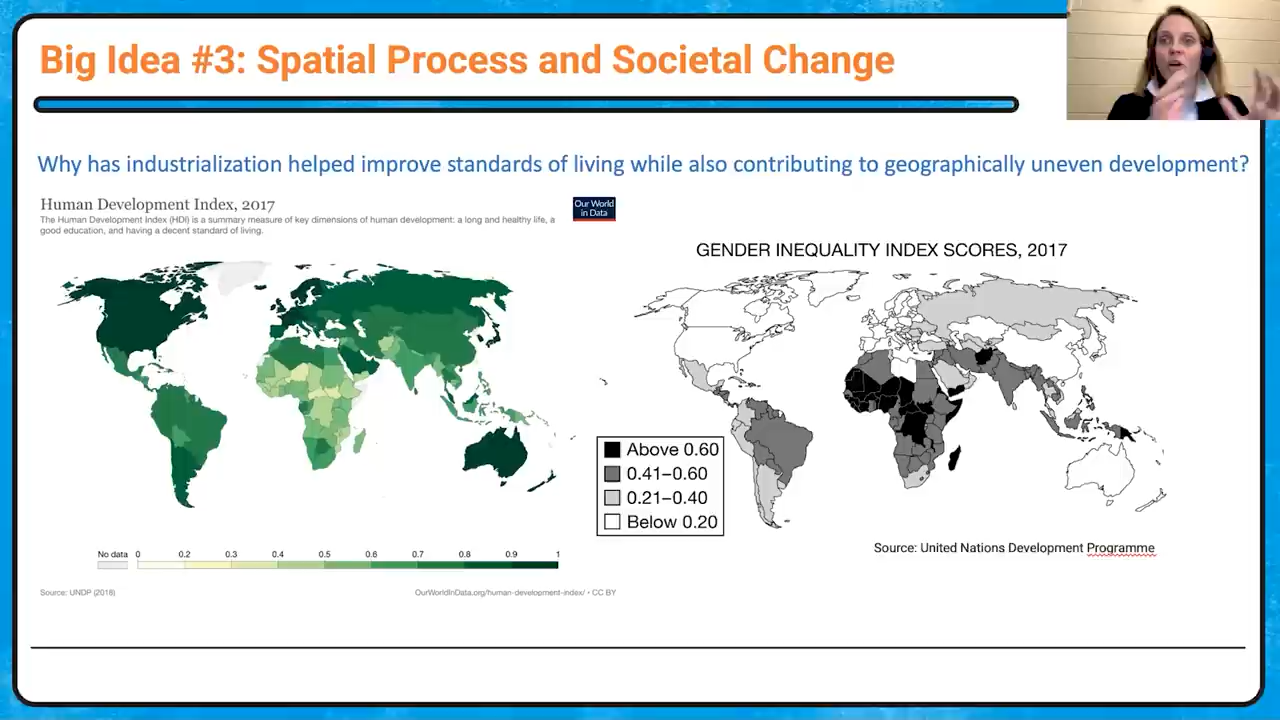 Big Idea #3: Spatial Process and Societal Change
Why has industrialization helped improve standards of living while also contributing to geographically uneven development?
Human Development Index, 2017
The Human Development Index (HDI) is a summary measure of key dimensions of human development: a long and healthy life, a
good education, and having a decent standard of living.
Our World
in Data
No data 0 0.2 0.3 0.4 0.5 0.6 0.7 0.8 0.9 1
Source: UNDP (2018)
OurWorldInData.org/human-development-index/ • CC BY
GENDER INEQUALITY INDEX SCORES, 2017
Above 0.60
0.41–0.60
0.21–0.40
Below 0.20
Source: United Nations Development Programme